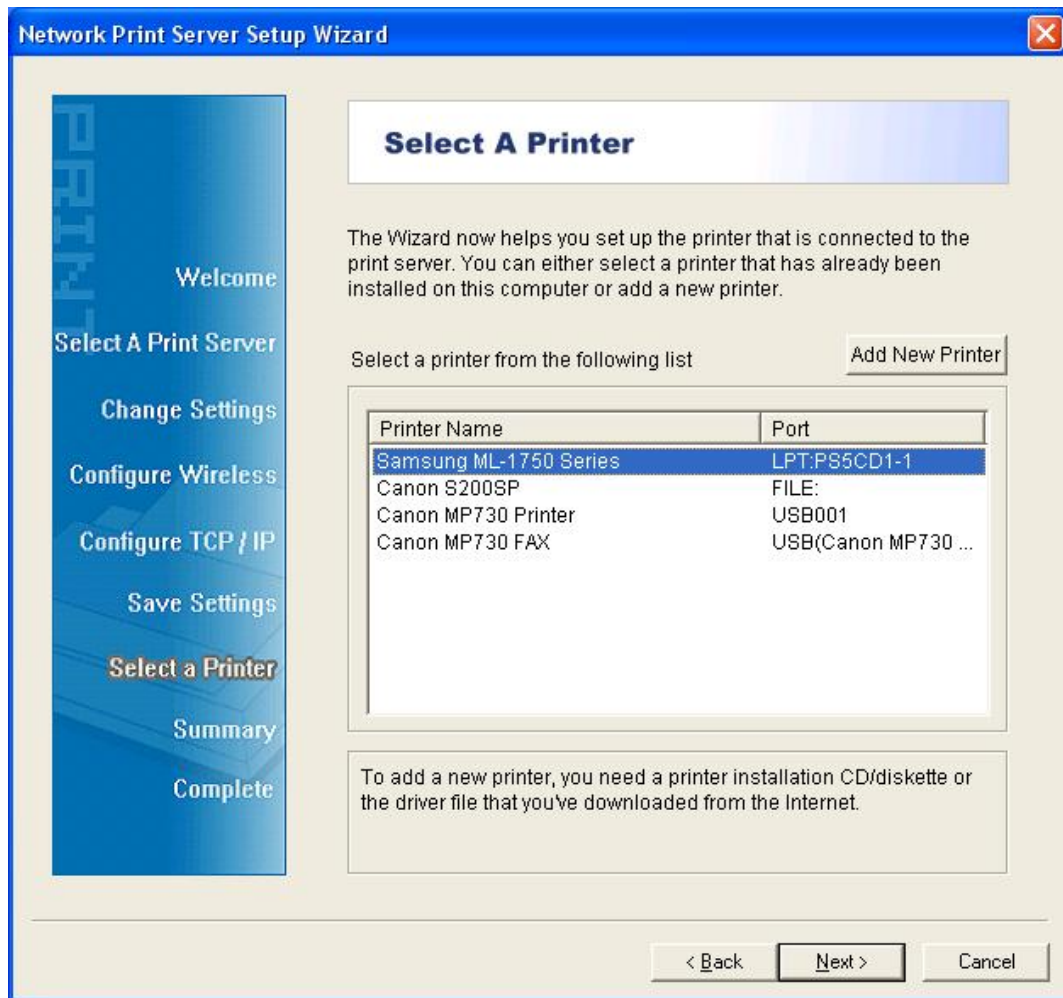 Network Print Server Setup Wizard
PRINT
Welcome
Select A Print Server
Change Settings
Configure Wireless
Configure TCP / IP
Save Settings
Select a Printer
Summary
Complete
Select A Printer
The Wizard now helps you set up the printer that is connected to the
print server. You can either select a printer that has already been
installed on this computer or add a new printer.
Select a printer from the following list
Add New Printer
Printer Name Port
Samsung ML-1750 Series LPT:PS5CD1-1
Canon S200SP FILE:
Canon MP730 Printer USB001
Canon MP730 FAX USB(Canon MP730 ...
To add a new printer, you need a printer installation CD/diskette or
the driver file that you've downloaded from the Internet.
< Back Next > Cancel